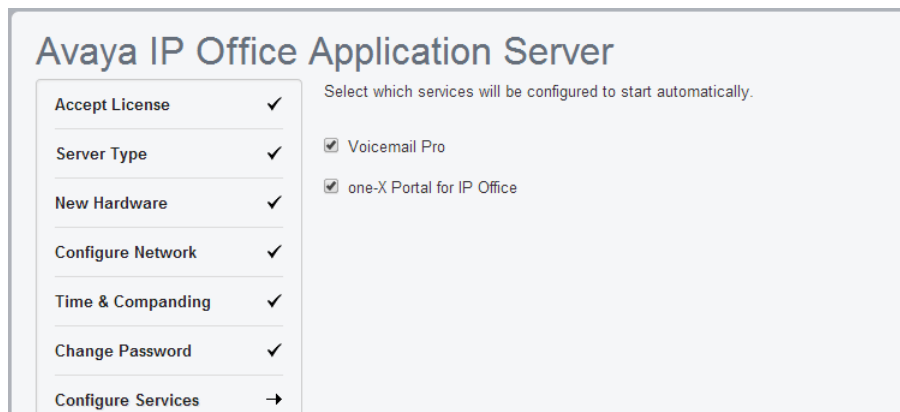 Avaya IP Office Application Server
Accept License
Server Type
New Hardware
Configure Network
Time & Companding
Change Password
Configure Services
Select which services will be configured to start automatically.
Voicemail Pro
one-X Portal for IP Office